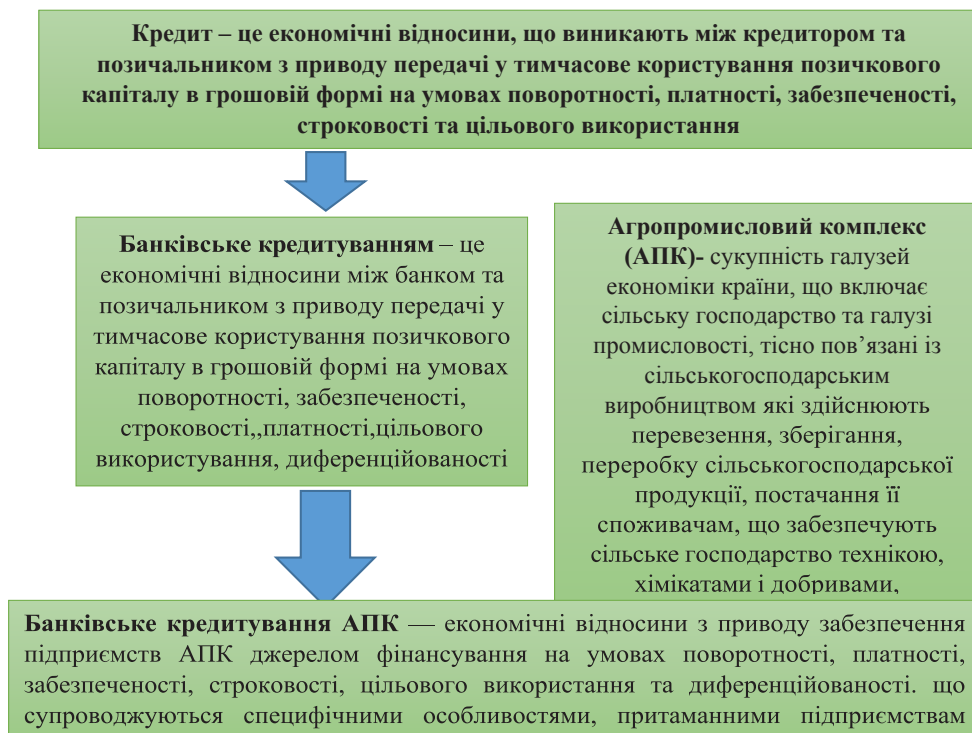 Кредит – це економічні відносини, що виникають між кредитором та
позичальником з приводу передачі у тимчасове користування позичкового
капіталу в грошовій формі на умовах поворотності, платності, забезпеченості,
строковості та цільового використання
Банківське кредитуванням – це
економічні відносини між банком та
позичальником з приводу передачі у
тимчасове користування позичкового
капіталу в грошовій формі на умовах
поворотності, забезпеченості,
строковості,,платності,цільового
використування, диференційованості
Агропромисловий комплекс
(АПК)- сукупність галузей
економіки країни, що включає
сільську господарство та галузі
промисловості, тісно пов’язані із
сільськогосподарським
виробництвом які здійснюють
перевезення, зберігання,
переробку сільськогосподарської
продукції, постачання її
споживачам, що забезпечують
сільське господарство технікою,
хімікатами і добривами,
Банківське кредитування АПК — економічні відносини з приводу забезпечення
підприємств АПК джерелом фінансування на умовах поворотності, платності,
забезпеченості, строковості, цільового використання та диференційованості. що
супроводжуються специфічними особливостями, притаманними підприємствам